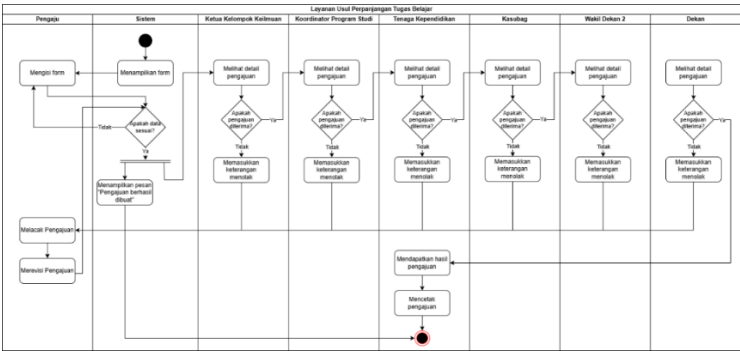 Layanan Usul Perpanjangan Tugas Belajar
Pengaju
Sistem
Ketua Kelompok Keilmuan
Koordinator Program Studi
Tenaga Kependidikan
Kasubag
Wakil Dekan 2
Dekan
Mengisi form
Menampilkan form
Melihat detail
pengajuan
Melihat detail
pengajuan
Melihat detail
pengajuan
Melihat detail
pengajuan
Melihat detail
pengajuan
Melihat detail
pengajuan
Apakah data
sesuai?
Tidak
Ya
Apakah
pengajuan
diterima?
Ya
Apakah
pengajuan
diterima?
Ya
Apakah
pengajuan
diterima?
Ya
Apakah
pengajuan
diterima?
Ya
Apakah
pengajuan
diterima?
Apakah
pengajuan
diterima?
Ya
Tidak
Tidak
Tidak
Tidak
Tidak
Tidak
Menampilkan pesan
"Pengajuan berhasil
dibuat"
Memasukkan
keterangan
menolak
Memasukkan
keterangan
menolak
Memasukkan
keterangan
menolak
Memasukkan
keterangan
menolak
Memasukkan
keterangan
menolak
Memasukkan
keterangan
menolak
Melacak Pengajuan
Merevisi Pengajuan
Mendapatkan hasil
pengajuan
Mencetak
pengajuan